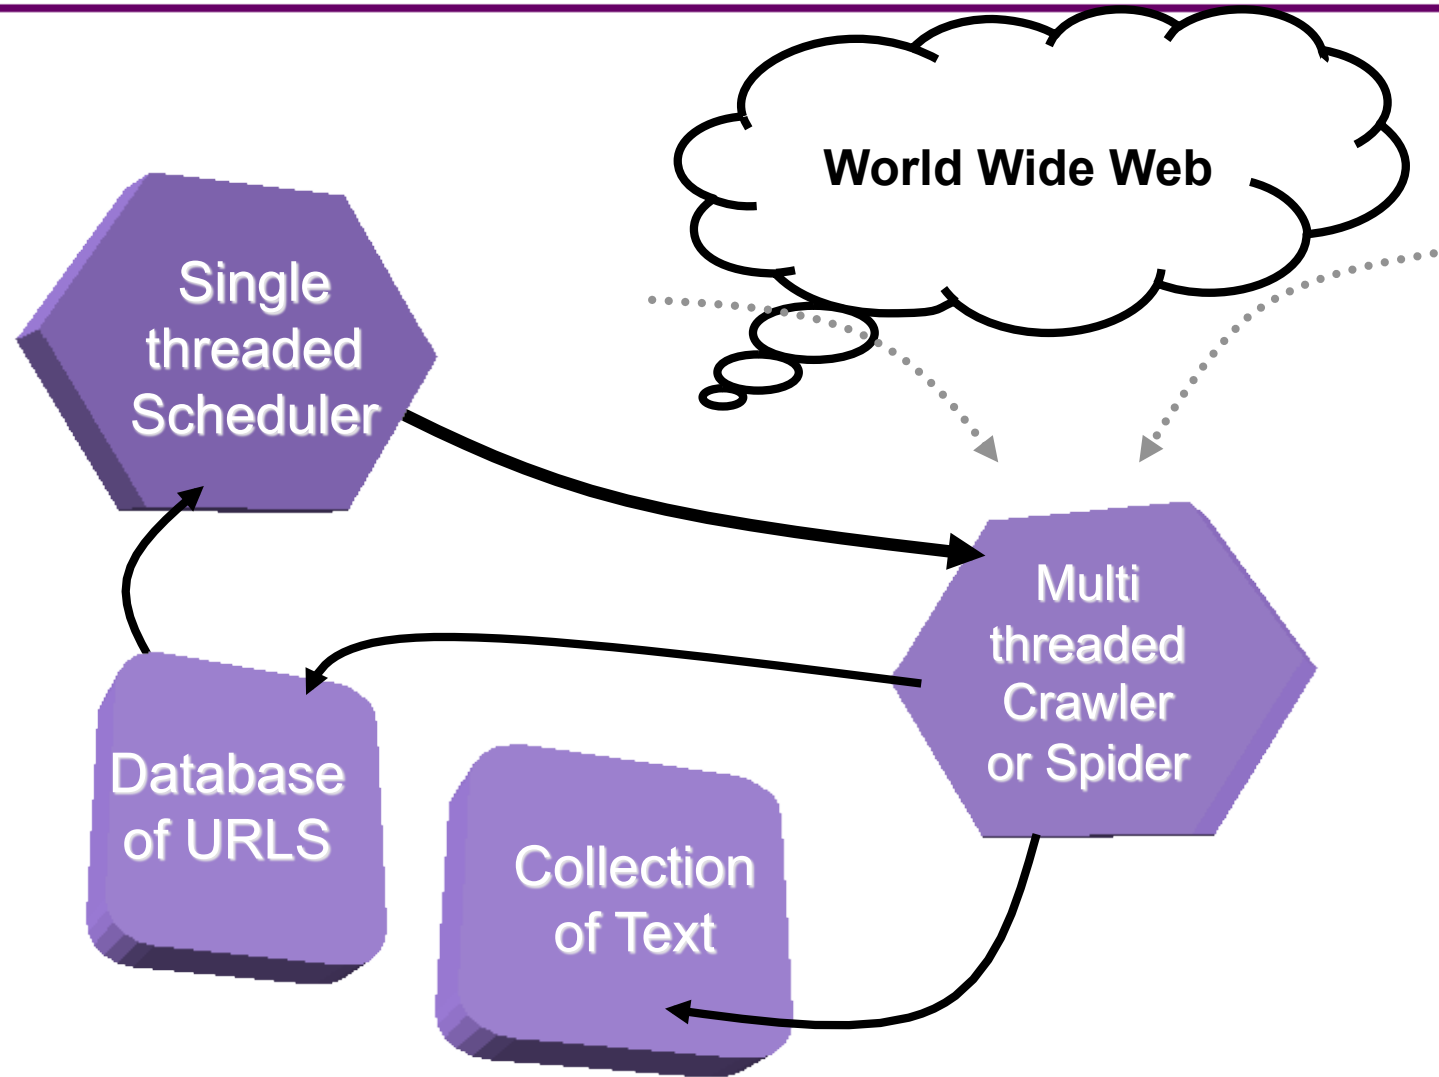 World Wide Web
Single
threaded
Scheduler
Multi
threaded
Crawler
or Spider
Database
of URLS
Collection
of Text